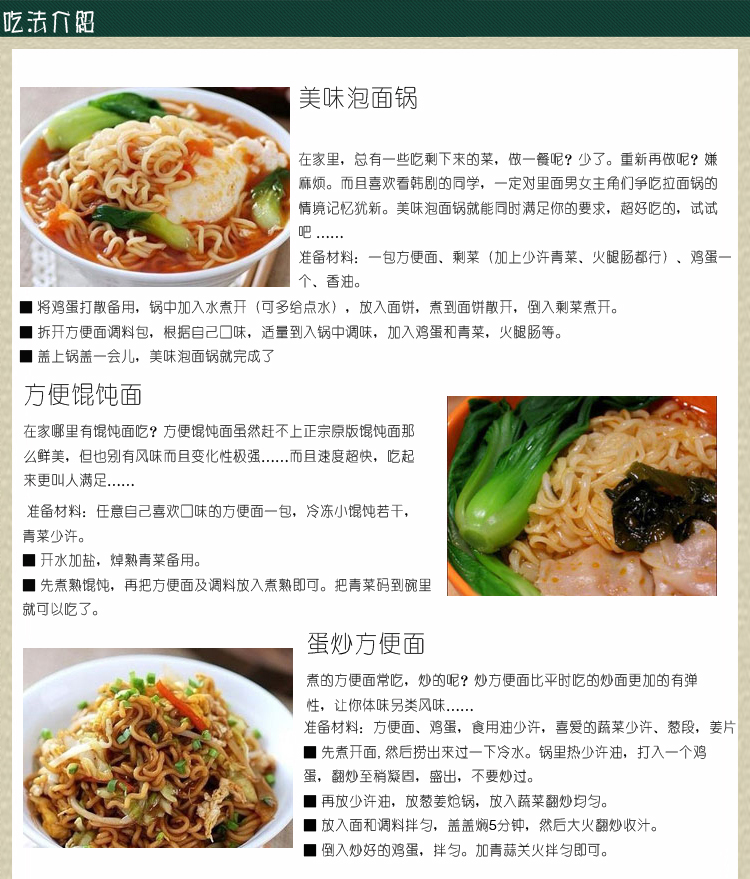 吃法介绍
美味泡面锅
在家里，总有一些吃剩下来的菜，做一餐呢？少了。重新再做呢？嫌
麻烦。而且喜欢看韩剧的同学，一定对里面男女主角们争吃拉面锅的
情境记忆犹新。美味泡面锅就能同时满足你的要求，超好吃的，试试
吧 ……
准备材料：一包方便面、剩菜（加上少许青菜、火腿肠都行）、鸡蛋一
个、香油。
■ 将鸡蛋打散备用，锅中加入水煮开（可多给点水），放入面饼，煮到面饼散开，倒入剩菜煮开。
■ 拆开方便面调料包，根据自己口味，适量到入锅中调味，加入鸡蛋和青菜，火腿肠等。
■ 盖上锅盖一会儿，美味泡面锅就完成了
方便馄饨面
在家哪里有馄饨面吃？方便馄饨面虽然赶不上正宗原版馄饨面那
么鲜美，但也别有风味而且变化性极强……而且速度超快，吃起
来更叫人满足……
准备材料：任意自己喜欢口味的方便面一包，冷冻小馄饨若干，
青菜少许。
■ 开水加盐，焯熟青菜备用。
■ 先煮熟馄饨，再把方便面及调料放入煮熟即可。把青菜码到碗里
就可以吃了。
蛋炒方便面
煮的方便面常吃，炒的呢？炒方便面比平时吃的炒面更加的有弹
性，让你体味另类风味……
准备材料：方便面、鸡蛋，食用油少许，喜爱的蔬菜少许、葱段，姜片
■ 先煮开面,然后捞出来过一下冷水。锅里热少许油，打入一个鸡
蛋，翻炒至稍凝固，盛出，不要炒过。
■ 再放少许油，放葱姜炝锅，放入蔬菜翻炒均匀。
■ 放入面和调料拌匀，盖盖焖5分钟，然后大火翻炒收汁。
■ 倒入炒好的鸡蛋，拌匀。加青蒜关火拌匀即可。